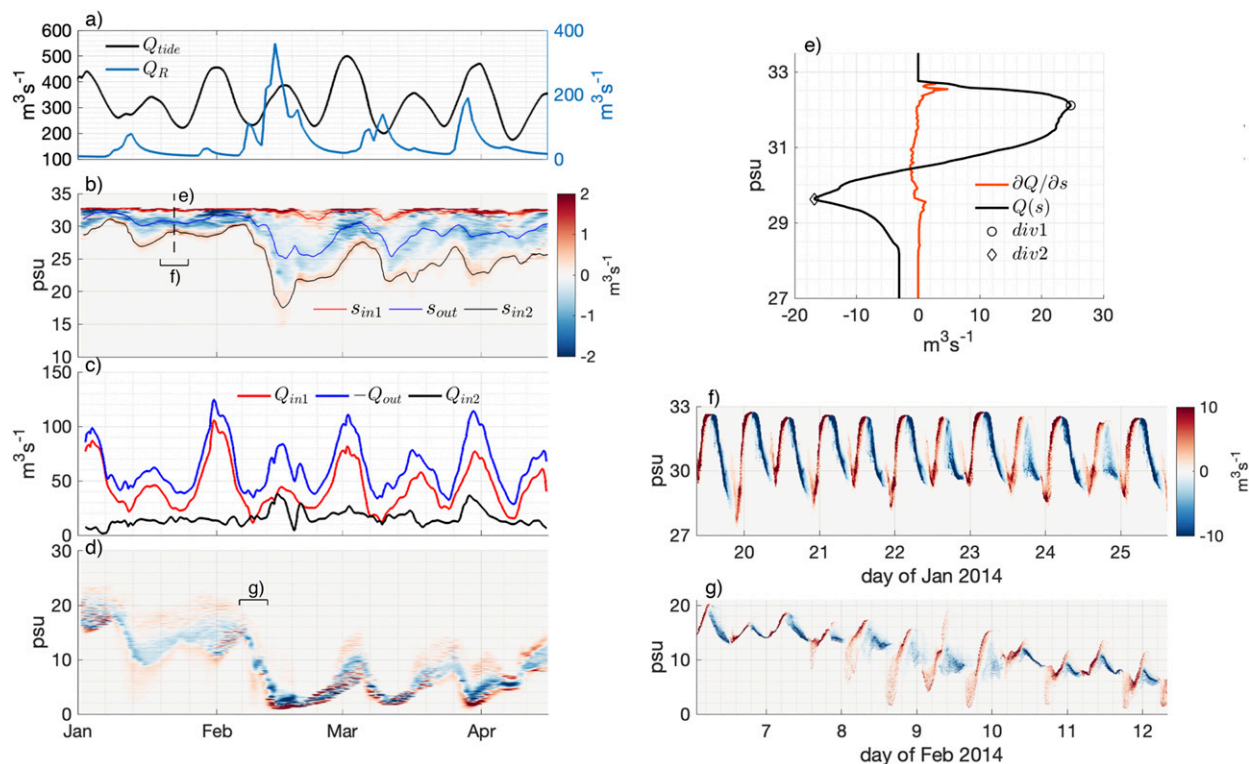 a)
600
500
400
300
200
100
m³s⁻¹
Q_tide
Q_R
400
200
0
m³s⁻¹
b)
35
30
25
20
15
10
psu
e)
f)
s_in1
s_out
s_in2
2
1
0
-1
-2
m³s⁻¹
c)
150
100
50
0
m³s⁻¹
Q_in1
−Q_out
Q_in2
d)
30
20
10
0
psu
g)
Jan
Feb
Mar
Apr
e)
33
31
29
27
psu
∂Q/∂s
Q(s)
div1
div2
-20
-10
0
10
20
30
m³s⁻¹
f)
33
30
27
psu
10
0
-10
m³s⁻¹
20
21
22
23
24
25
day of Jan 2014
g)
20
10
0
psu
7
8
9
10
11
12
day of Feb 2014